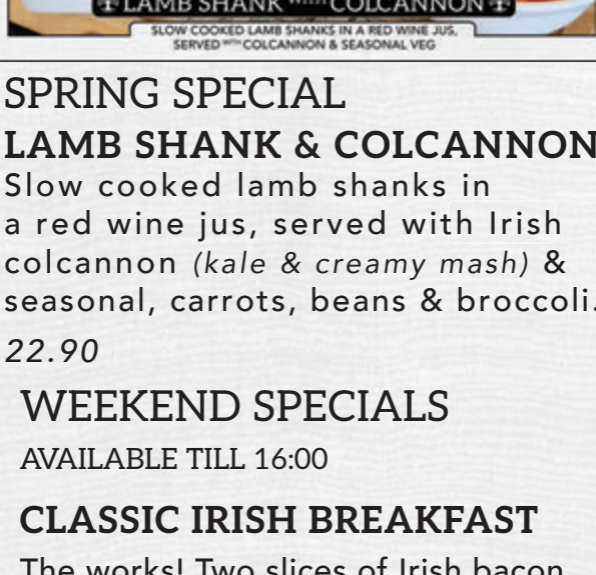 LAMB SHANK WITH COLCANNON
SLOW COOKED LAMB SHANKS IN A RED WINE JUS,
SERVED WITH COLCANNON & SEASONAL VEG
SPRING SPECIAL
LAMB SHANK & COLCANNON
Slow cooked lamb shanks in
a red wine jus, served with Irish
colcannon (kale & creamy mash) &
seasonal, carrots, beans & broccoli.
22.90
WEEKEND SPECIALS
AVAILABLE TILL 16:00
CLASSIC IRISH BREAKFAST
The works! Two slices of Irish bacon